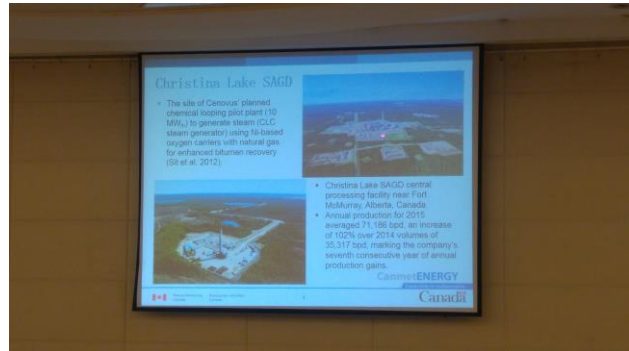 Christina Lake SAGD
• The site of Cenovus' planned
chemical looping pilot plant (10
MWth) to generate steam (CLC
steam generator) using Ni-based
oxygen carriers with natural gas
for enhanced bitumen recovery
(Sit et al. 2012).
• Christina Lake SAGD central
processing facility near Fort
McMurray, Alberta, Canada
• Annual production for 2015
averaged 71,186 bpd, an increase
of 102% over 2014 volumes of
35,317 bpd, marking the company's
seventh consecutive year of annual
production gains.
CanmetENERGY
Canada